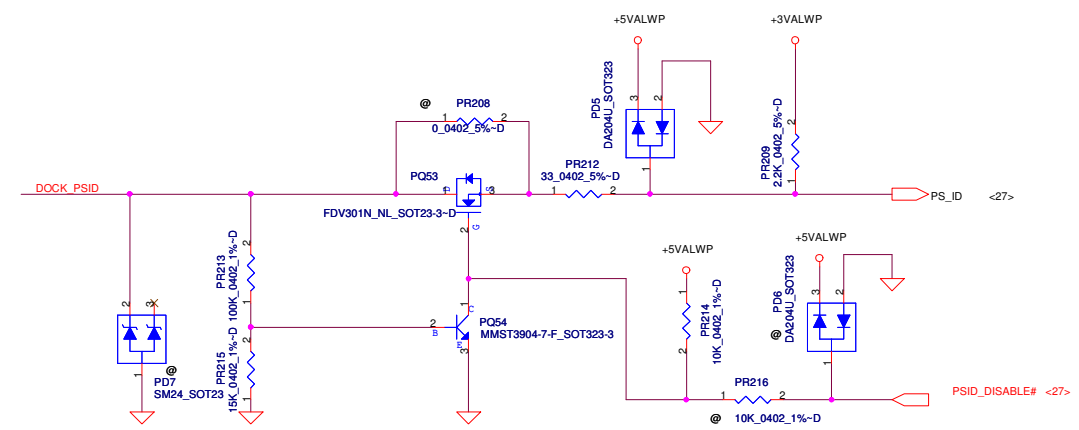 +5VALWP
+3VALWP
@
PR208
1
2
0_0402_5%~D
PD5
DA204U_SOT323
3
2
1
PR209
2.2K_0402_5%~D
2
1
DOCK_PSID
PQ53
D
S
3
G
2
FDV301N_NL_SOT23-3~D
PR212
33_0402_5%~D
1
2
PS_ID
<27>
PR213
100K_0402_1%~D
2
1
+5VALWP
+5VALWP
PR214
10K_0402_1%~D
1
2
PD6
DA204U_SOT323
@
3
2
1
2
3
1
@
PD7
SM24_SOT23
PR215
15K_0402_1%~D
2
1
2
B
1
C
E
3
PQ54
MMST3904-7-F_SOT323-3
PR216
1
2
@
10K_0402_1%~D
PSID_DISABLE#
<27>